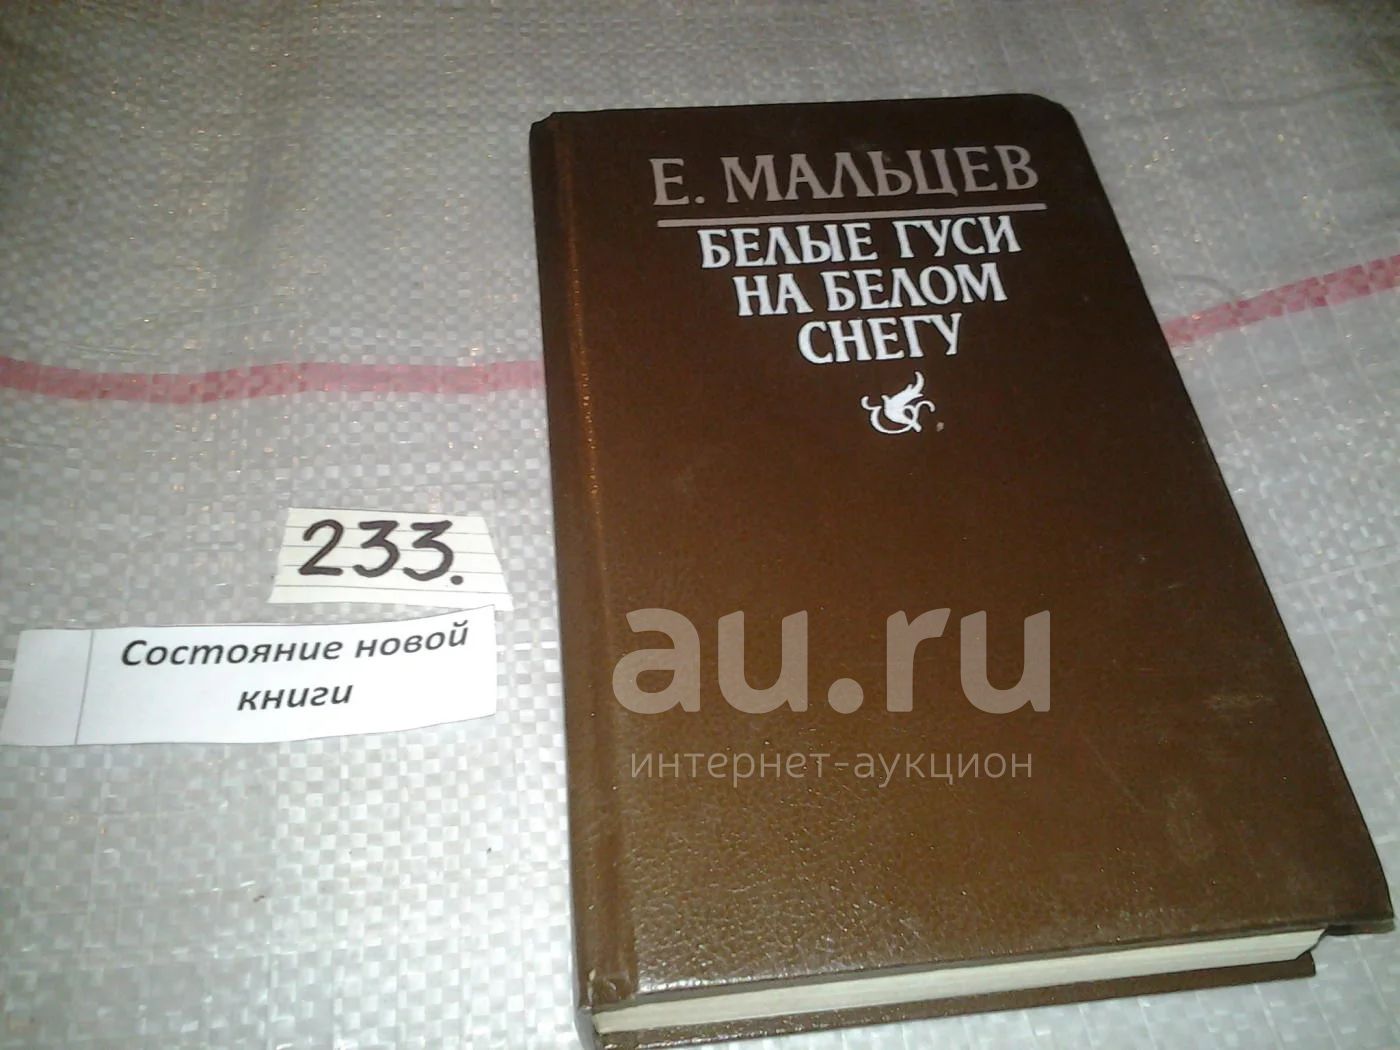 Е. МАЛЬЦЕВ
БЕЛЫЕ ГУСИ
НА БЕЛОМ
СНЕГУ
233.
Состояние новой
книги
au.ru
интернет-аукцион